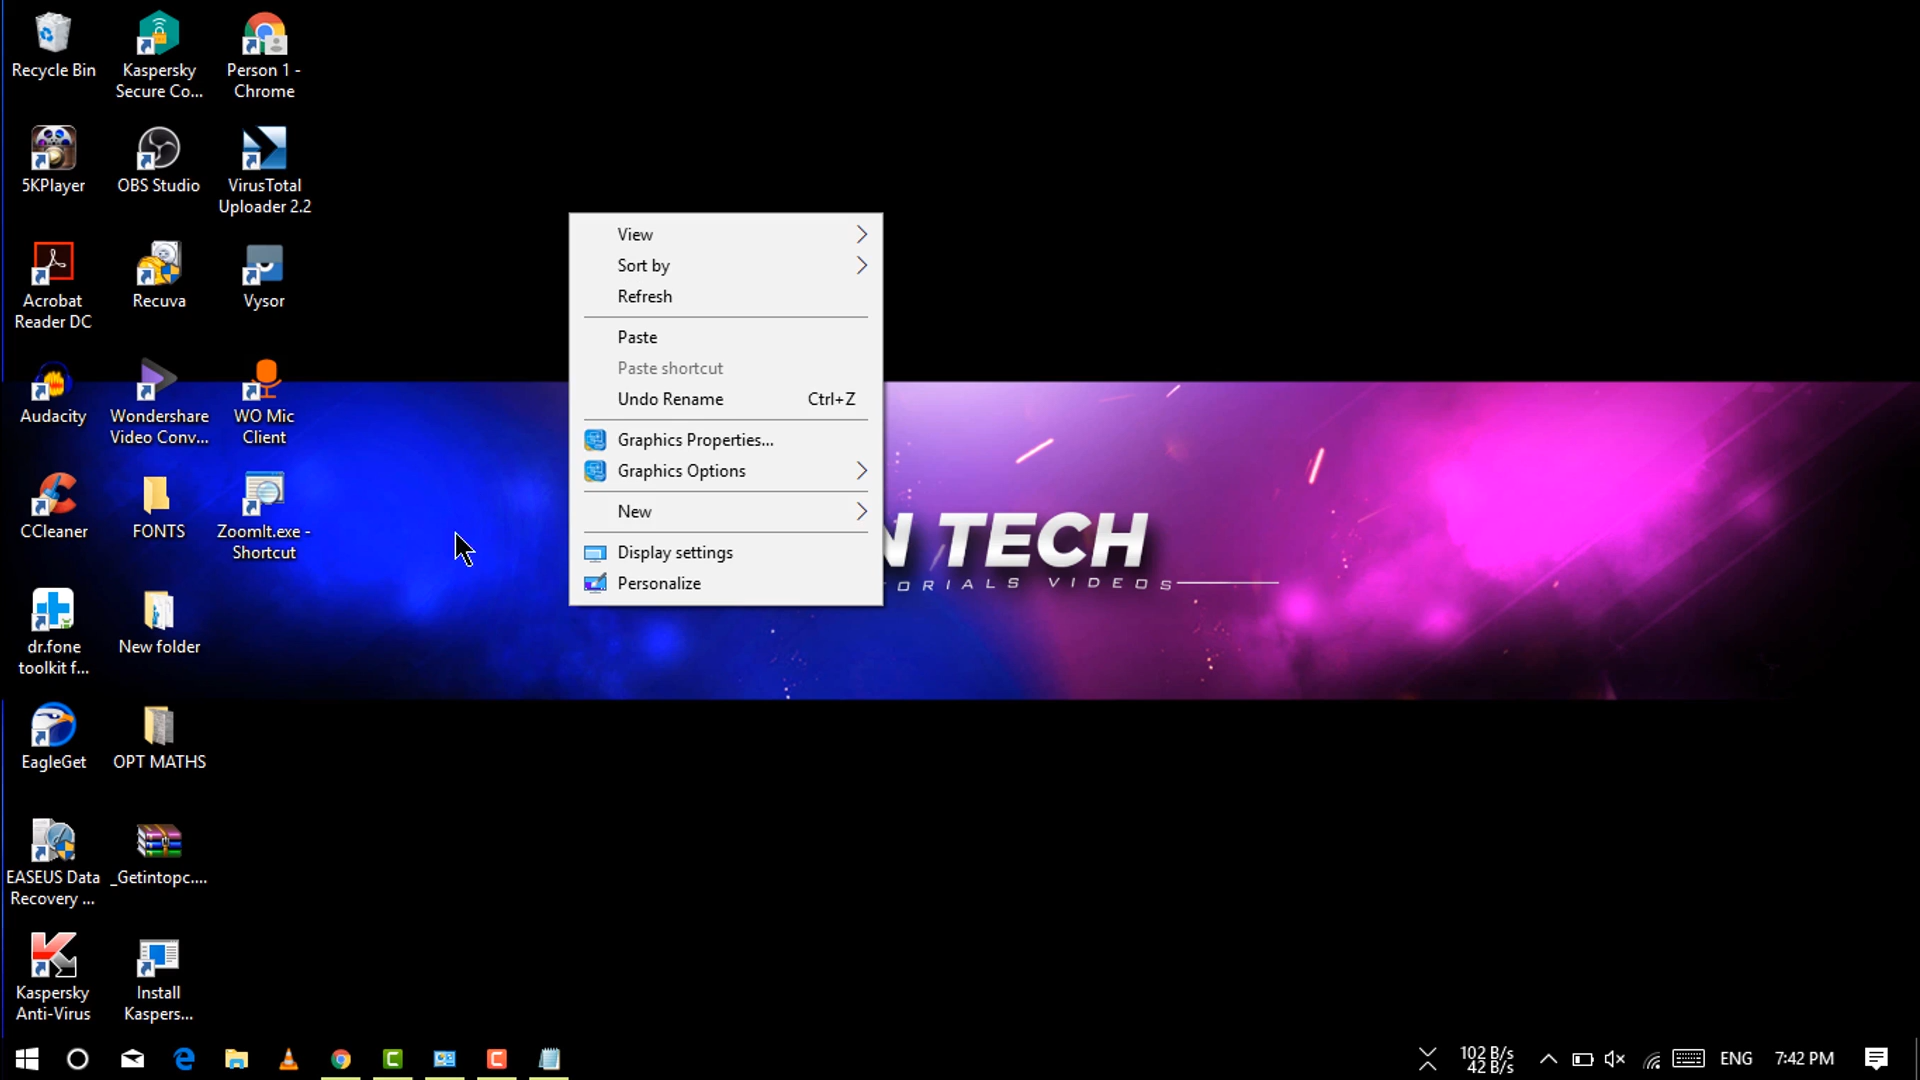 Recycle Bin
Kaspersky
Secure Co...
Person 1 -
Chrome
5KPlayer
OBS Studio
VirusTotal
Uploader 2.2
Acrobat
Reader DC
Recuva
Vysor
Audacity
Wondershare
Video Conv...
WO Mic
Client
CCleaner
FONTS
ZoomIt.exe -
Shortcut
dr.fone
toolkit f...
New folder
EagleGet
OPT MATHS
EASEUS Data
Recovery ...
_Getintopc....
Kaspersky
Anti-Virus
Install
Kaspers...
View
Sort by
Refresh
Paste
Paste shortcut
Undo Rename Ctrl+Z
Graphics Properties...
Graphics Options
New
Display settings
Personalize
N TECH
ORIALS VIDEOS
102 B/s
42 B/s
ENG
7:42 PM